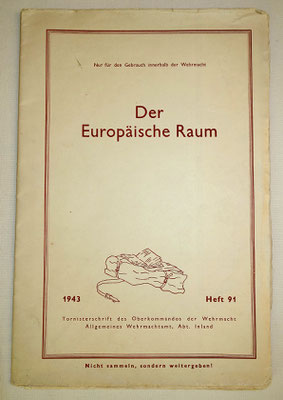 Nur für den Gebrauch innerhalb der Wehrmacht
Der
Europäische Raum
1943 Heft 91
Tornisterschrift des Oberkommandos der Wehrmacht
Allgemeines Wehrmachtamt, Abt. Inland
Nicht sammeln, sondern weitergeben!